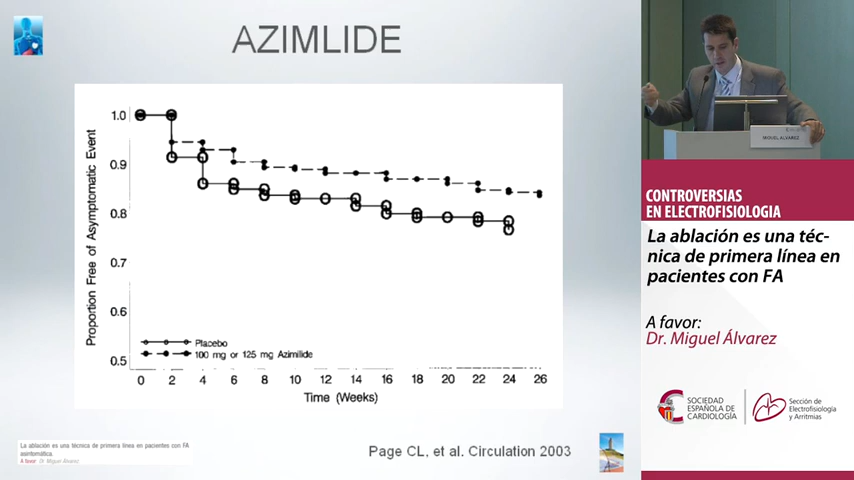 AZIMLIDE
Proportion Free of Asymptomatic Event
1.0
0.9
0.8
0.7
0.6
0.5
Placebo
100 mg or 125 mg Azimilide
0 2 4 6 8 10 12 14 16 18 20 22 24 26
Time (Weeks)
Page CL, et al. Circulation 2003
La ablación es una técnica de primera línea en pacientes con FA
asintomática.
A favor: Dr. Miguel Álvarez
MIGUEL ALVAREZ
CONTROVERSIAS
EN ELECTROFISIOLOGIA
La ablación es una téc-
nica de primera línea en
pacientes con FA
A favor:
Dr. Miguel Álvarez
SOCIEDAD
ESPAÑOLA DE
CARDIOLOGÍA
Sección de
Electrofisiología
y Arritmias